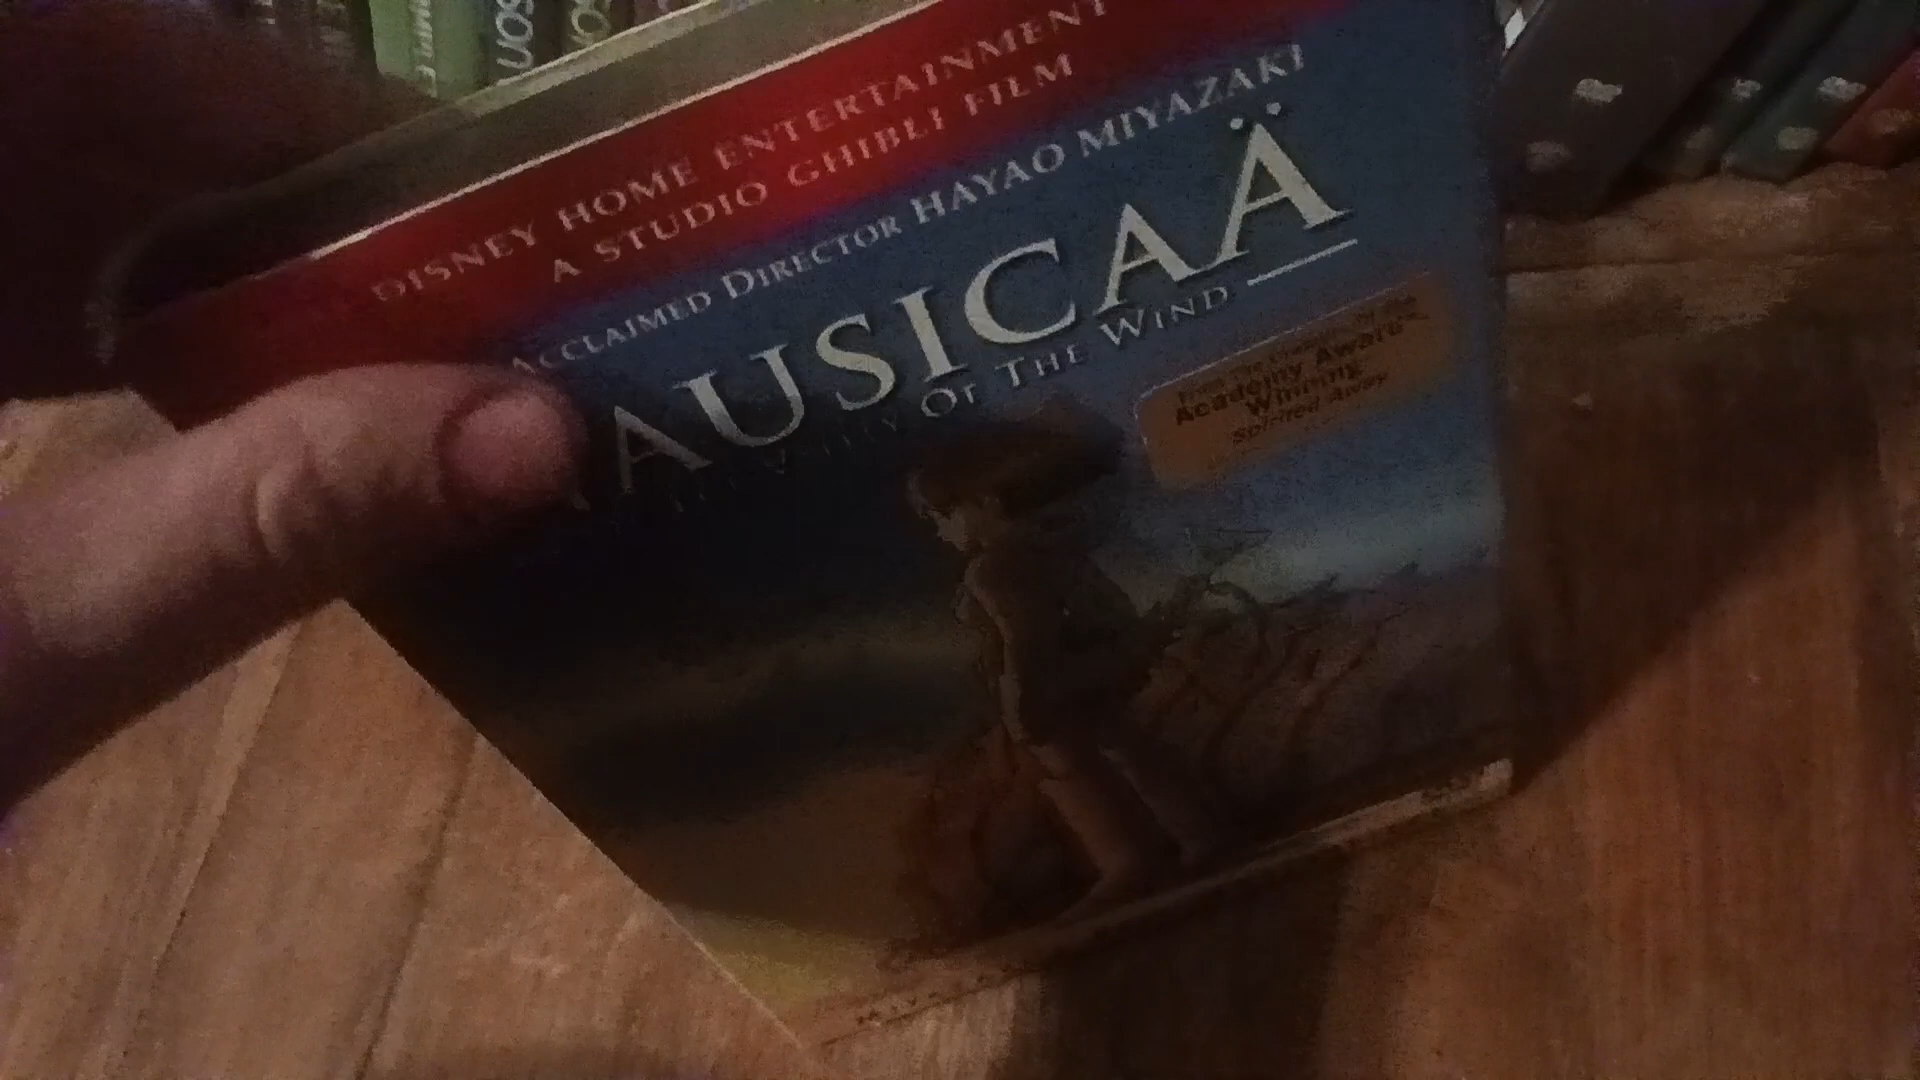 DISNEY HOME ENTERTAINMENT
A STUDIO GHIBLI FILM
ACCLAIMED DIRECTOR HAYAO MIYAZAKI
AUSICAÄ
OF THE WIND
Academy Award
Winning
Spirited Away